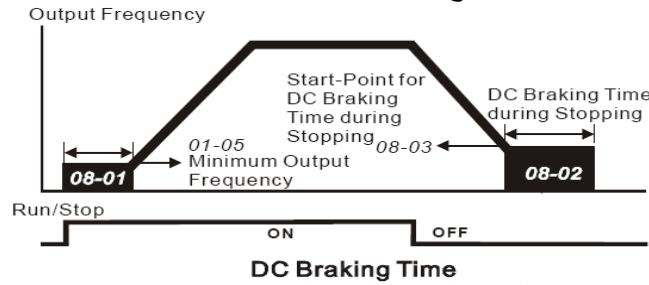 Output Frequency
Start-Point for
DC Braking
Time during
Stopping
DC Braking Time
during Stopping
01-05
Minimum Output
Frequency
08-03
08-01
08-02
Run/Stop
ON
OFF
DC Braking Time